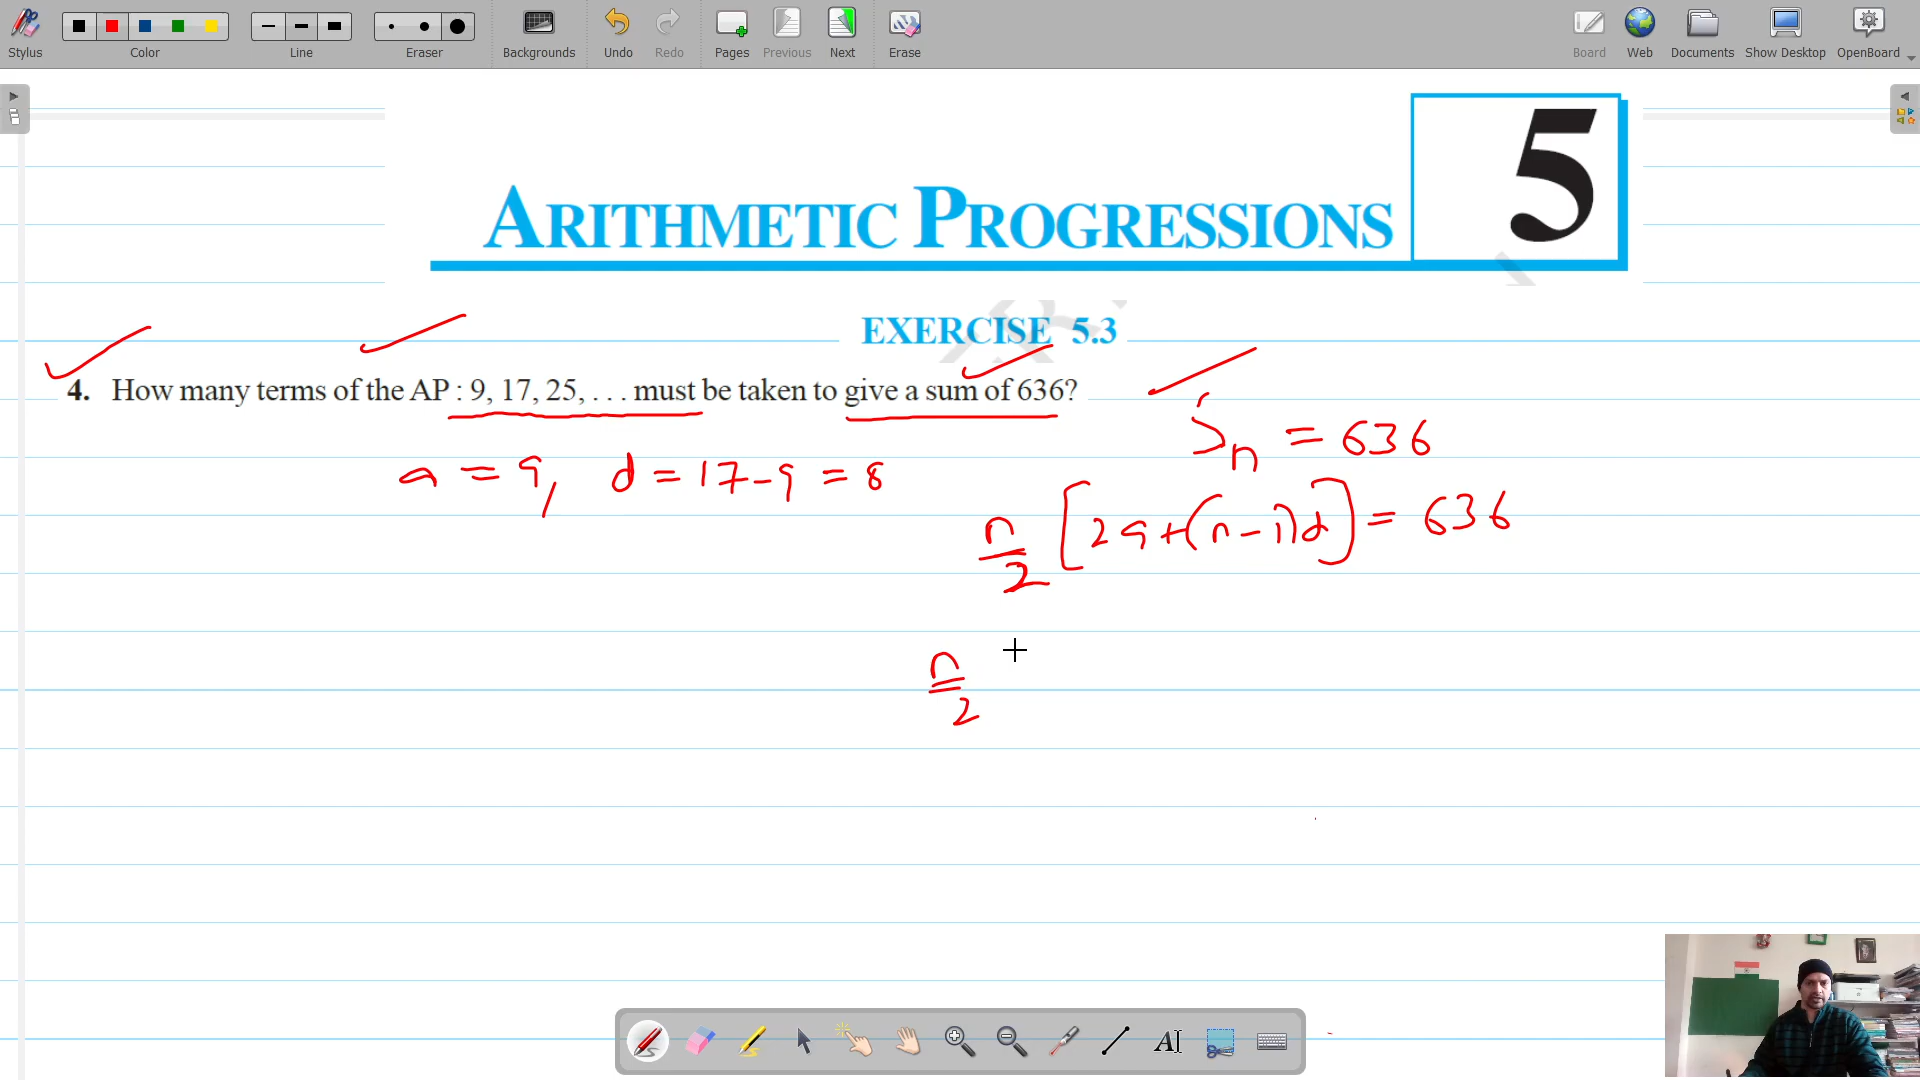 Stylus Color Line Eraser Backgrounds Undo Redo Pages Previous Next Erase Board Web Documents Show Desktop OpenBoard
ARITHMETIC PROGRESSIONS 5
EXERCISE 5.3
4. How many terms of the AP : 9, 17, 25, . . . must be taken to give a sum of 636?
Sn = 636
a = 9, d = 17-9 = 8
n/2 [2a+(n-1)d] = 636
n/2